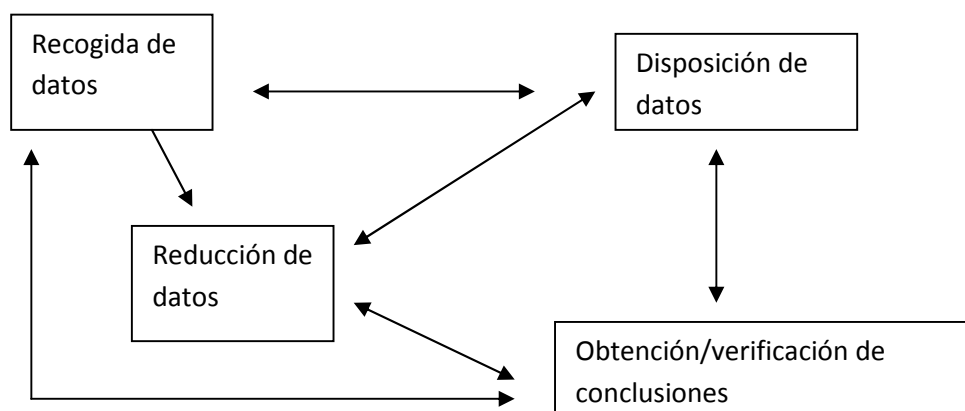 Recogida de
datos
Disposición de
datos
Reducción de
datos
Obtención/verificación de
conclusiones